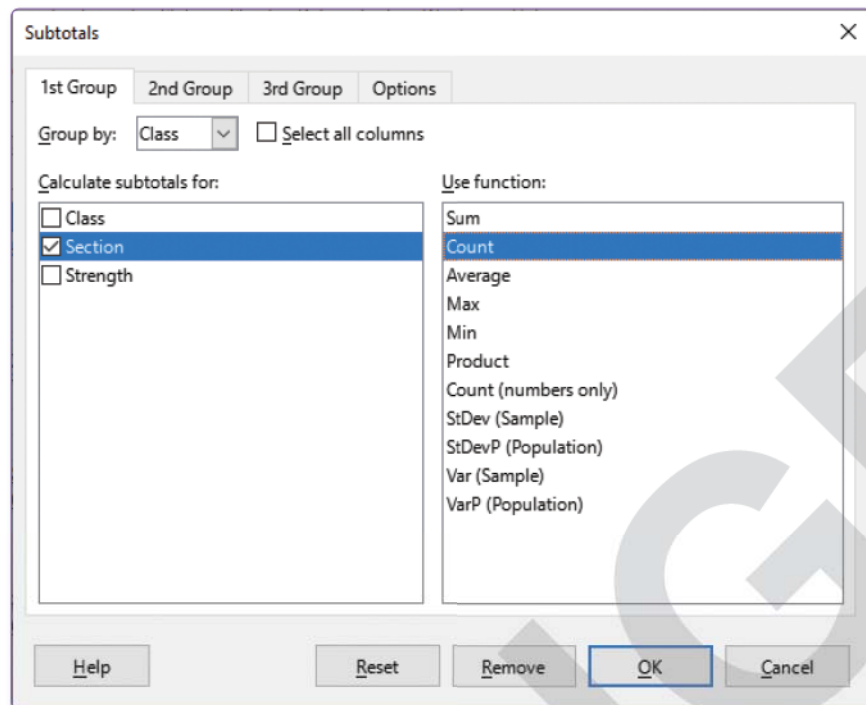 Subtotals
1st Group 2nd Group 3rd Group Options
Group by: Class Select all columns
Calculate subtotals for: Use function:
Class
Section
Strength
Sum
Count
Average
Max
Min
Product
Count (numbers only)
StDev (Sample)
StDevP (Population)
Var (Sample)
VarP (Population)
Help Reset Remove OK Cancel